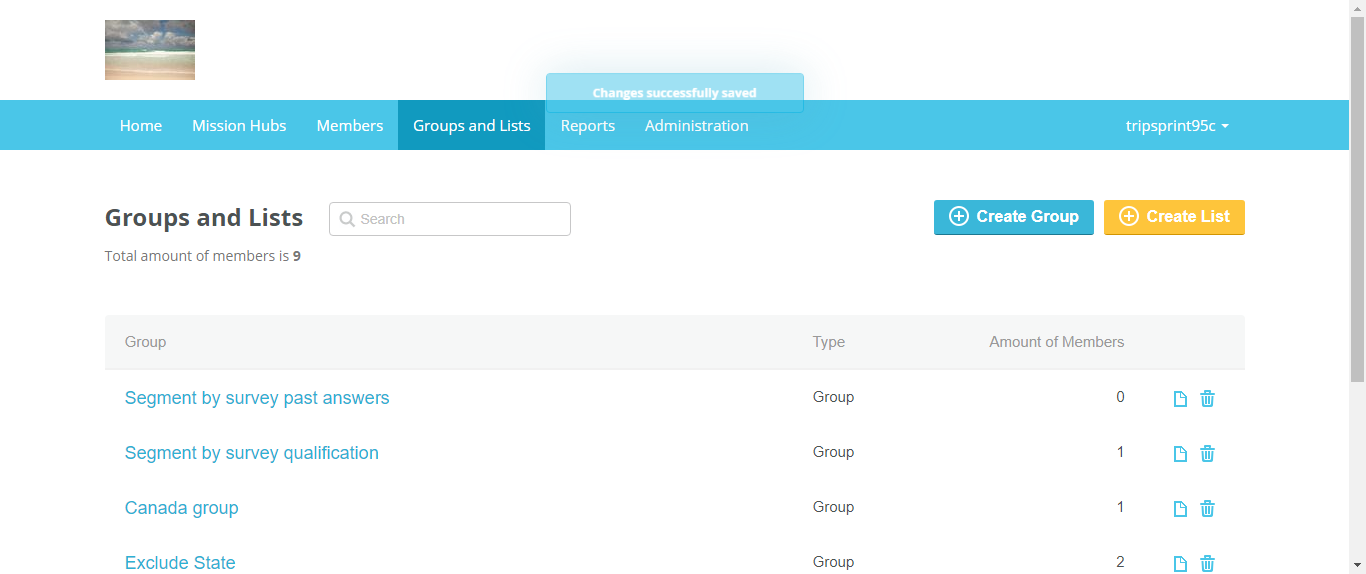 Changes successfully saved
Home Mission Hubs Members Groups and Lists Reports Administration tripsprint95c
Groups and Lists Search Create Group Create List
Total amount of members is 9
Group Type Amount of Members
Segment by survey past answers Group 0
Segment by survey qualification Group 1
Canada group Group 1
Exclude State Group 2